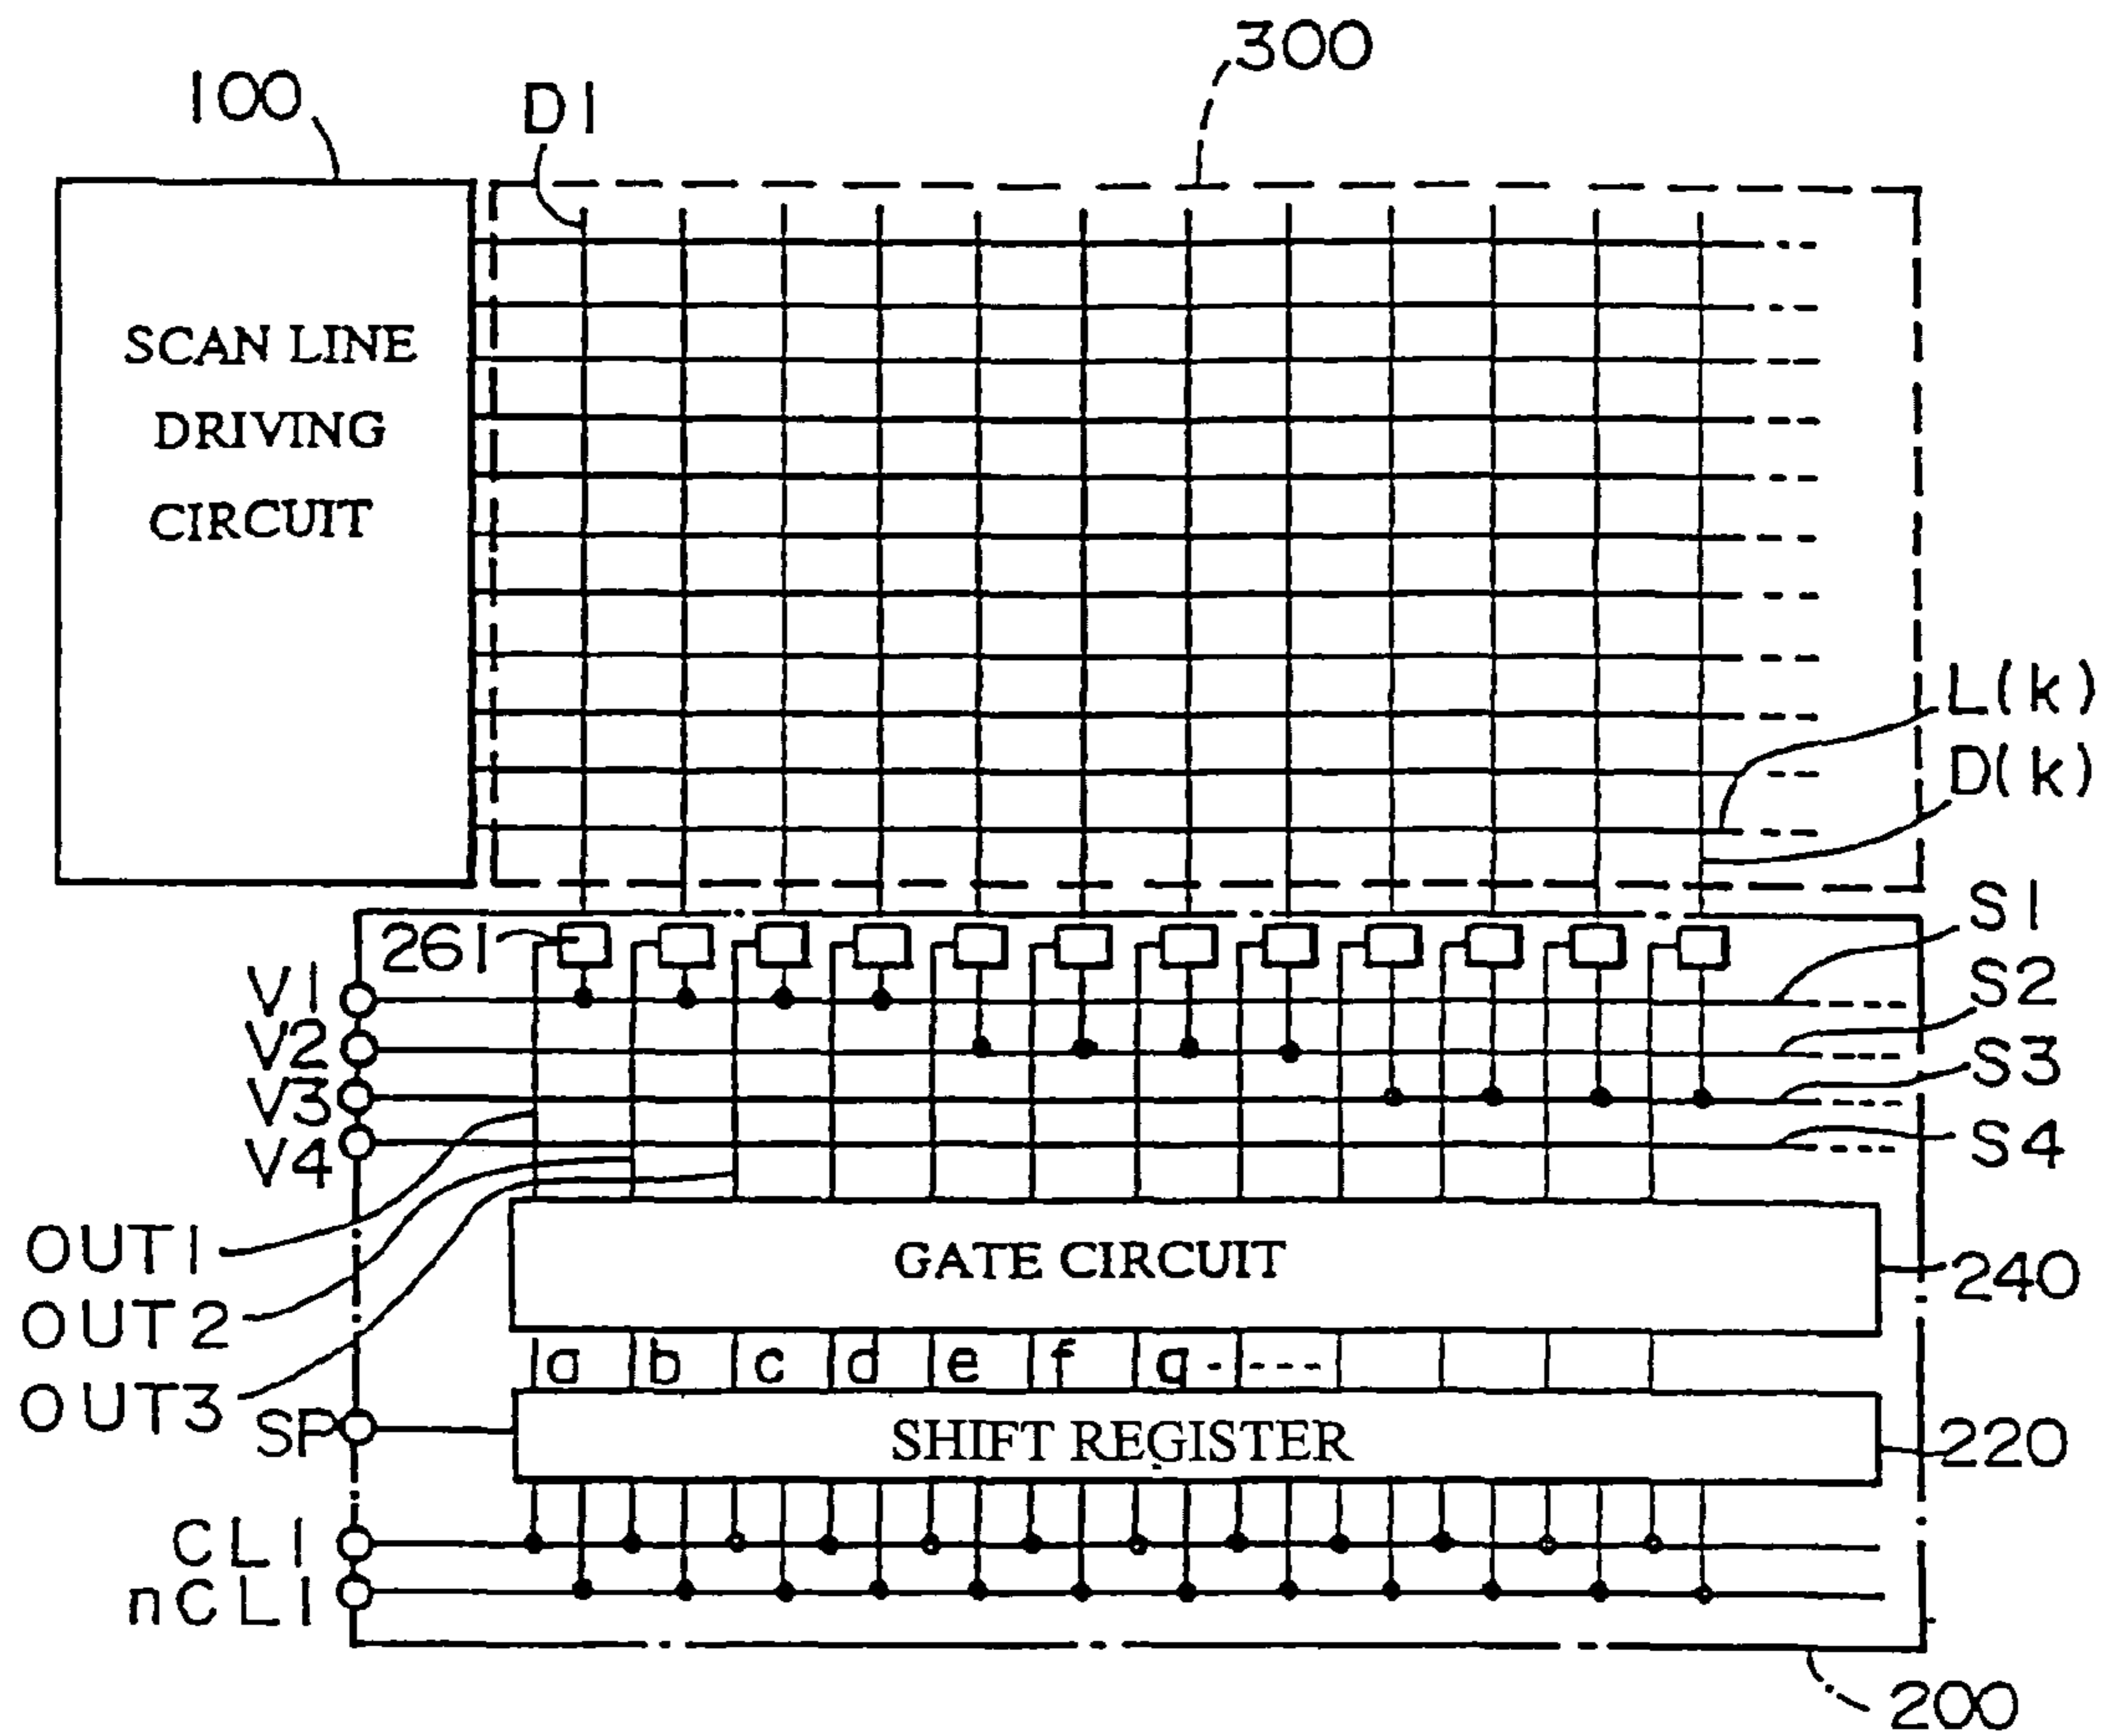 300
100
D1
SCAN LINE
DRIVING
CIRCUIT
L(k)
D(k)
S1
261
V1
S2
V2
S3
V3
S4
V4
OUT1
GATE CIRCUIT
240
OUT2
a b c d e f g-----
OUT3
SP
SHIFT REGISTER
220
CL1
nCL1
200